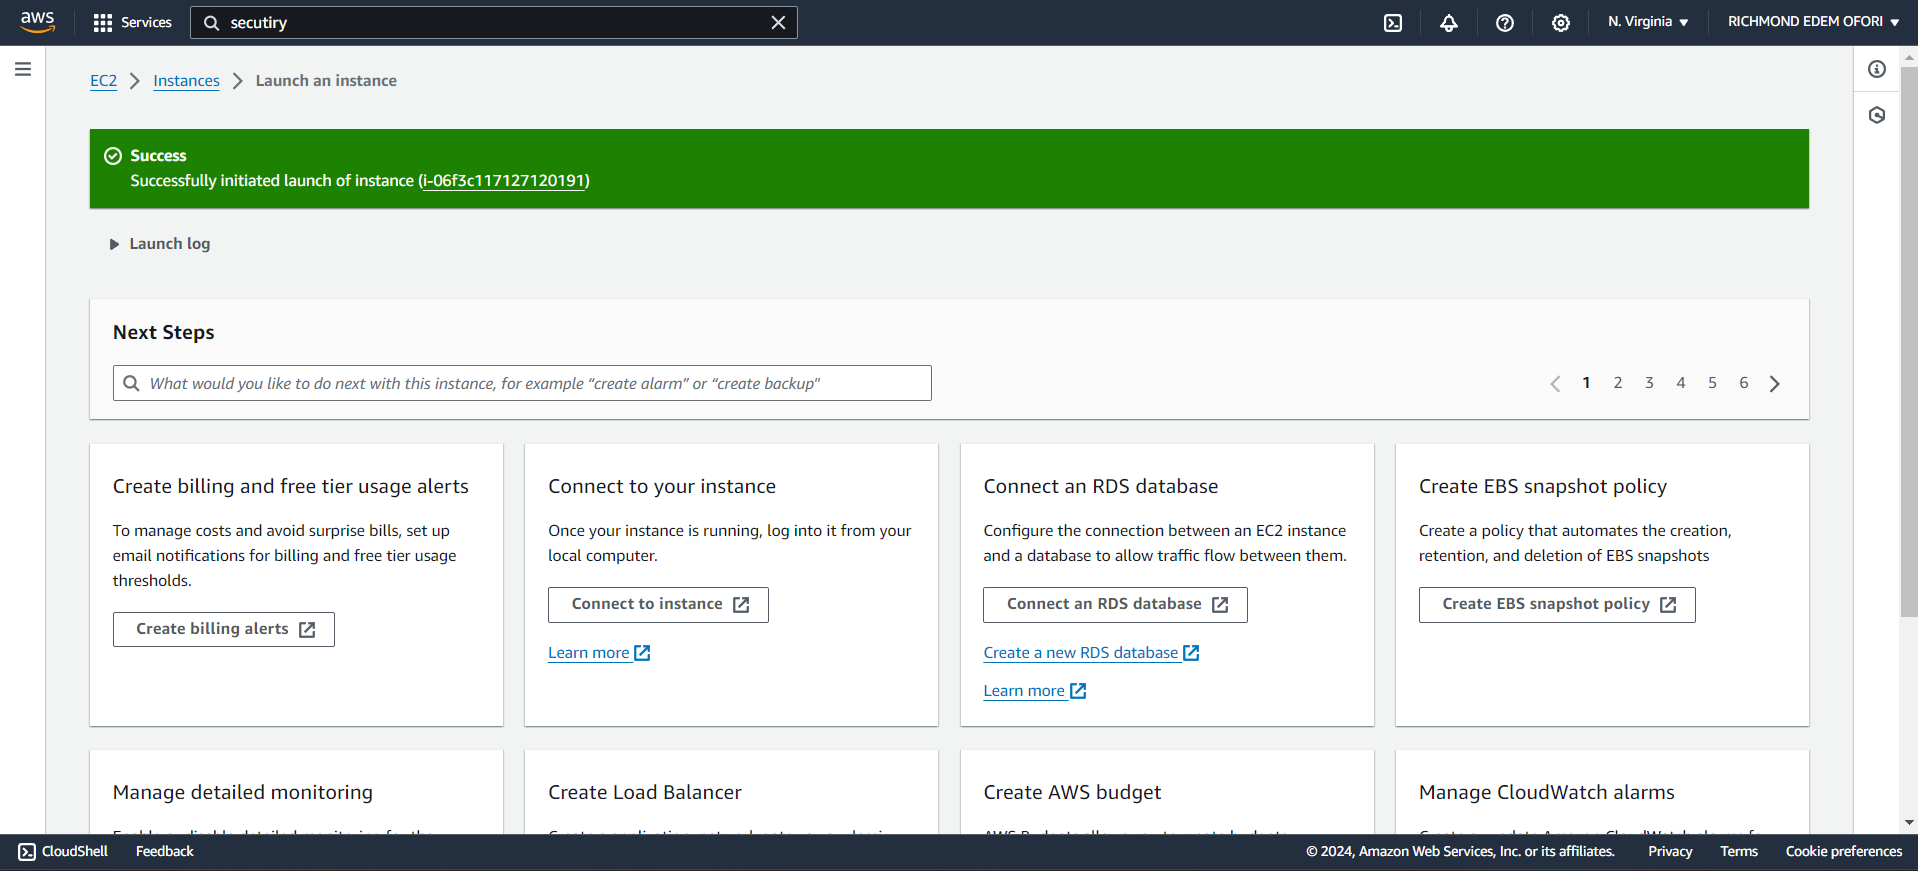 aws Services secutiry N. Virginia RICHMOND EDEM OFORI
EC2 Instances Launch an instance
Success
Successfully initiated launch of instance (i-06f3c117127120191)
Launch log
Next Steps
What would you like to do next with this instance, for example “create alarm” or “create backup"
1 2 3 4 5 6
Create billing and free tier usage alerts
To manage costs and avoid surprise bills, set up
email notifications for billing and free tier usage
thresholds.
Create billing alerts
Connect to your instance
Once your instance is running, log into it from your
local computer.
Connect to instance
Learn more
Connect an RDS database
Configure the connection between an EC2 instance
and a database to allow traffic flow between them.
Connect an RDS database
Create a new RDS database
Learn more
Create EBS snapshot policy
Create a policy that automates the creation,
retention, and deletion of EBS snapshots
Create EBS snapshot policy
Manage detailed monitoring
Create Load Balancer
Create AWS budget
Manage CloudWatch alarms
CloudShell Feedback © 2024, Amazon Web Services, Inc. or its affiliates. Privacy Terms Cookie preferences